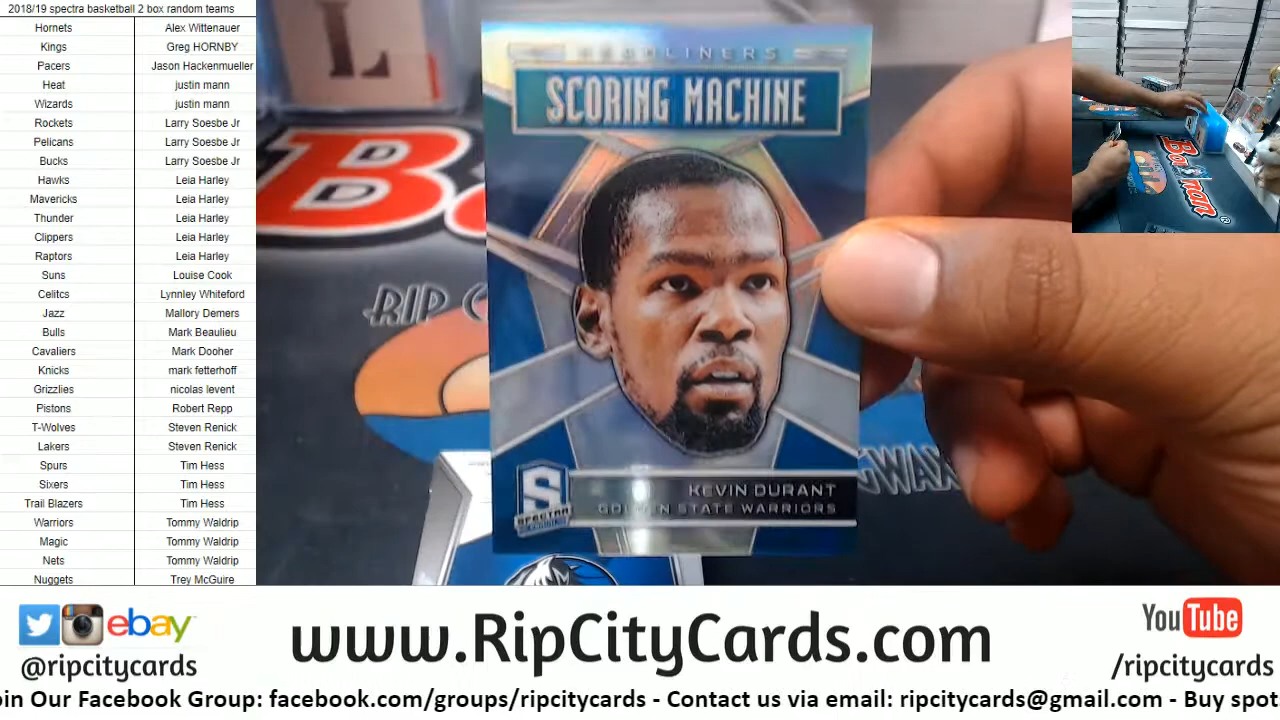 2018/19 spectra basketball 2 box random teams
Hornets Alex Wittenauer
Kings Greg HORNBY
Pacers Jason Hackenmueller
Heat justin mann
Wizards justin mann
Rockets Larry Soesbe Jr
Pelicans Larry Soesbe Jr
Bucks Larry Soesbe Jr
Hawks Leia Harley
Mavericks Leia Harley
Thunder Leia Harley
Clippers Leia Harley
Raptors Leia Harley
Suns Louise Cook
Celitcs Lynnley Whiteford
Jazz Mallory Demers
Bulls Mark Beaulieu
Cavaliers Mark Dooher
Knicks mark fetterhoff
Grizzlies nicolas levent
Pistons Robert Repp
T-Wolves Steven Renick
Lakers Steven Renick
Spurs Tim Hess
Sixers Tim Hess
Trail Blazers Tim Hess
Warriors Tommy Waldrip
Magic Tommy Waldrip
Nets Tommy Waldrip
Nuggets Trey McGuire
L
HEADLINERS
SCORING MACHINE
B
RIP C
GWAX
S
SPECTRA
KEVIN DURANT
GOLDEN STATE WARRIORS
Bowman
ebay
@ripcitycards
www.RipCityCards.com
YouTube
/ripcitycards
oin Our Facebook Group: facebook.com/groups/ripcitycards - Contact us via email: ripcitycards@gmail.com - Buy spot